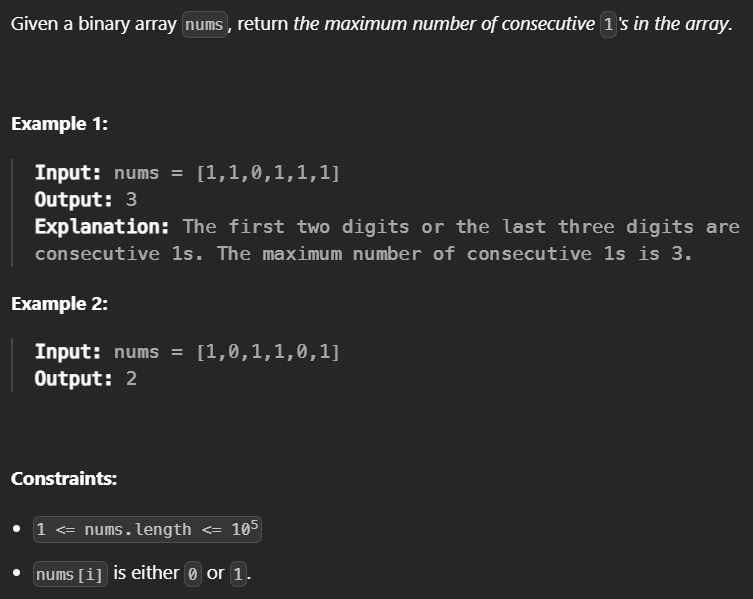 Given a binary array nums, return the maximum number of consecutive 1's in the array.
Example 1:
Input: nums = [1,1,0,1,1,1]
Output: 3
Explanation: The first two digits or the last three digits are
consecutive 1s. The maximum number of consecutive 1s is 3.
Example 2:
Input: nums = [1,0,1,1,0,1]
Output: 2
Constraints:
• 1 <= nums.length <= 10⁵
• nums[i] is either 0 or 1.